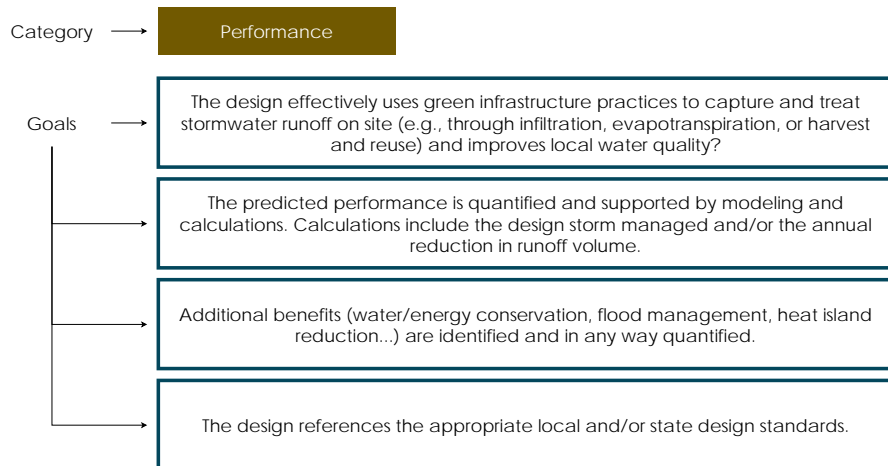 Category
Performance
Goals
The design effectively uses green infrastructure practices to capture and treat
stormwater runoff on site (e.g., through infiltration, evapotranspiration, or harvest
and reuse) and improves local water quality?
The predicted performance is quantified and supported by modeling and
calculations. Calculations include the design storm managed and/or the annual
reduction in runoff volume.
Additional benefits (water/energy conservation, flood management, heat island
reduction...) are identified and in any way quantified.
The design references the appropriate local and/or state design standards.